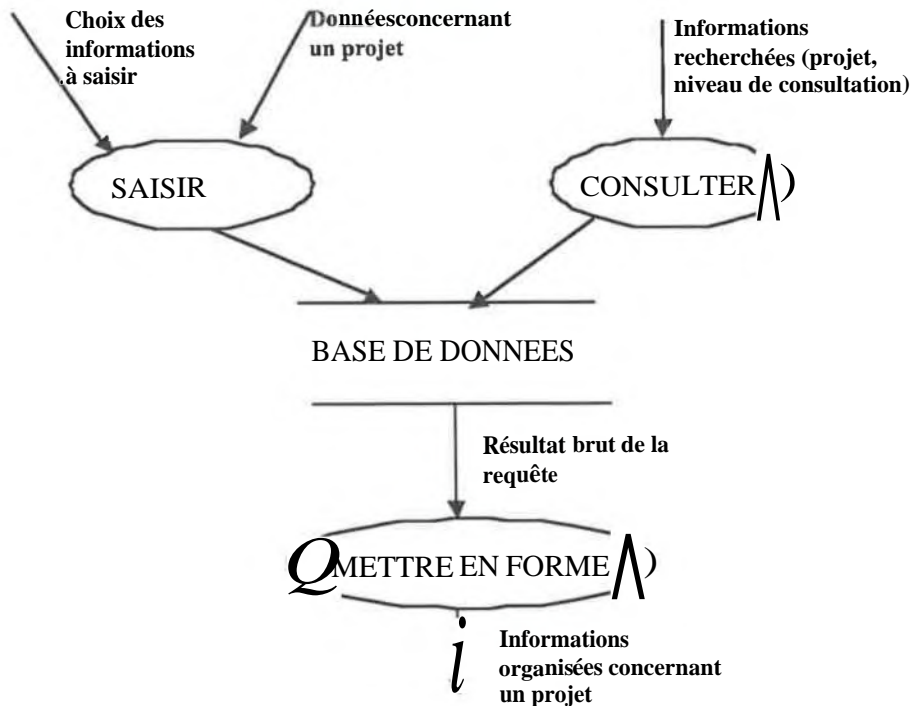 Choix des
informations
à saisir
Donnéesconcernant
un projet
Informations
recherchées (projet,
niveau de consultation)
SAISIR
CONSULTER /\)
BASE DE DONNEES
Résultat brut de la
requête
QMETTRE EN FORME /\)
i
Informations
organisées concernant
un projet